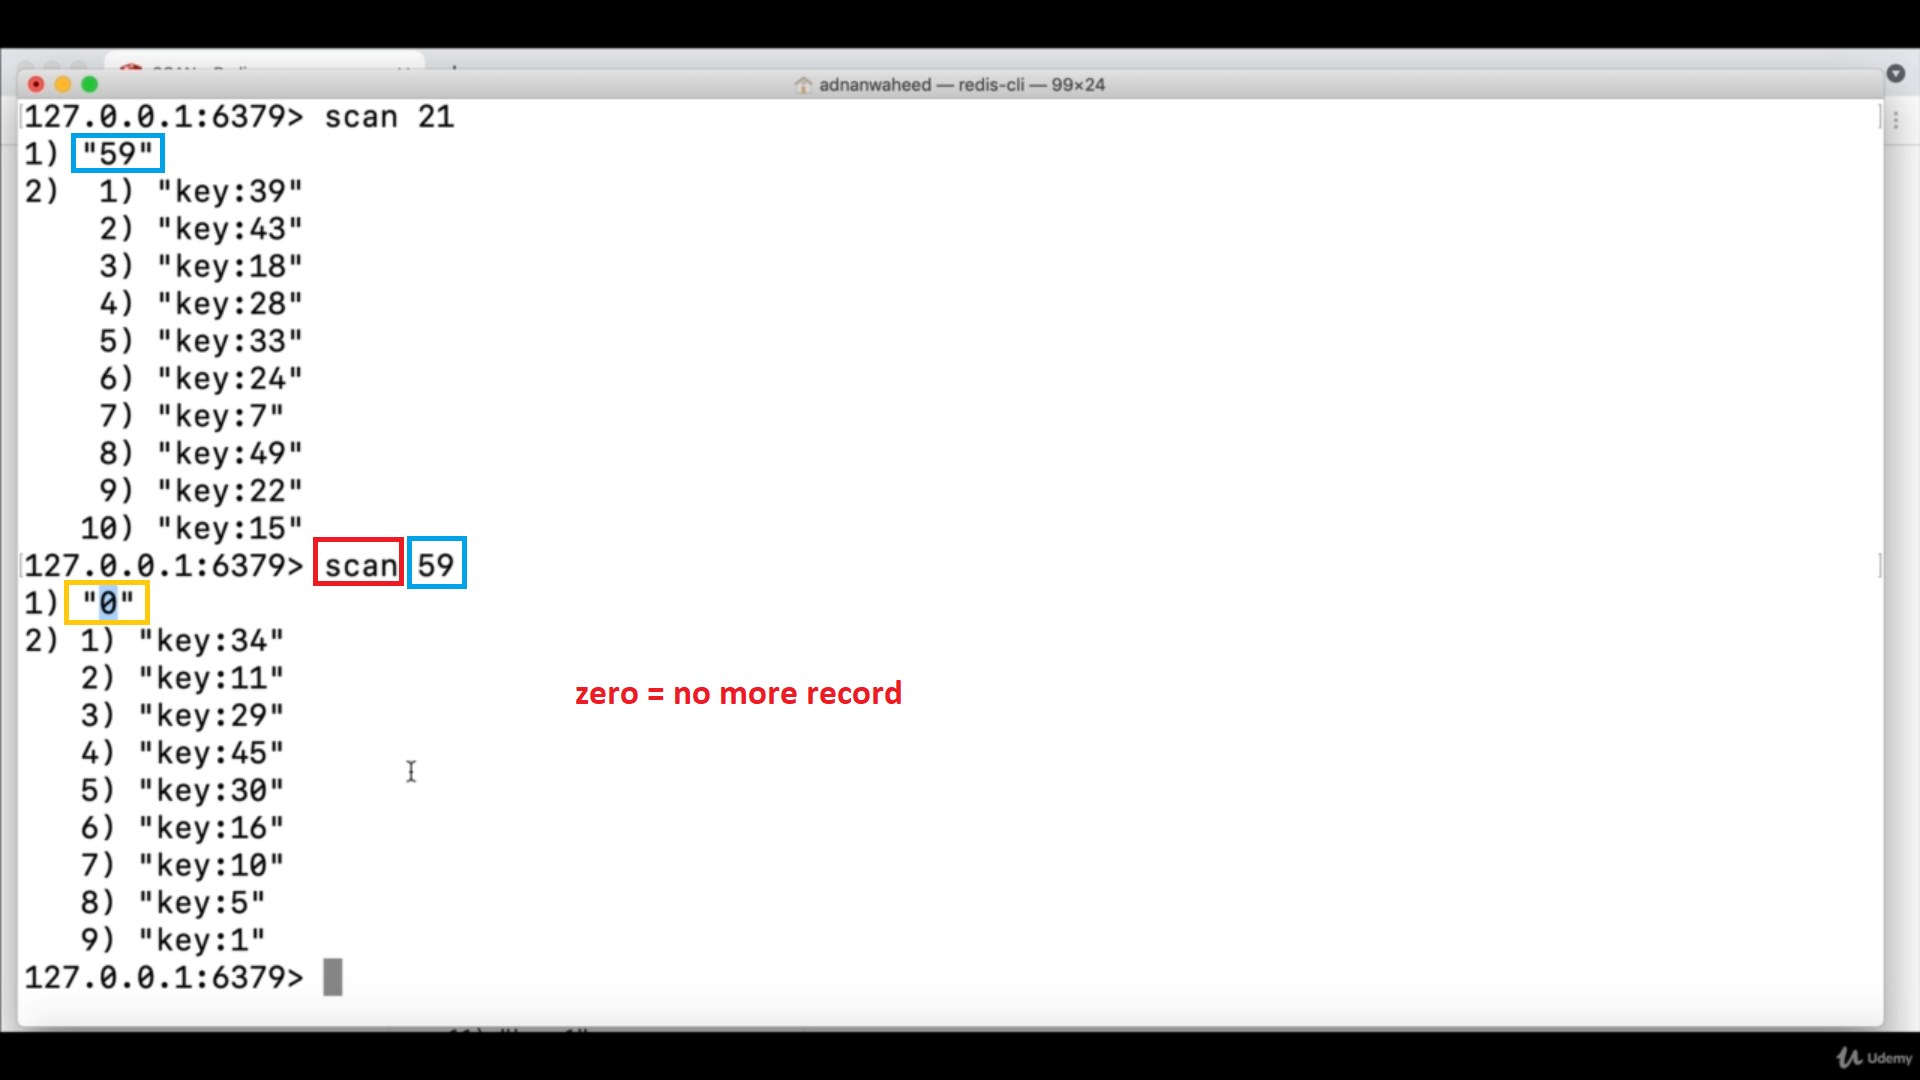 adnanwaheed — redis-cli — 99×24
127.0.0.1:6379> scan 21
1) "59"
2) 1) "key:39"
2) "key:43"
3) "key:18"
4) "key:28"
5) "key:33"
6) "key:24"
7) "key:7"
8) "key:49"
9) "key:22"
10) "key:15"
127.0.0.1:6379> scan 59
1) "0"
2) 1) "key:34"
2) "key:11"
zero = no more record
3) "key:29"
4) "key:45"
5) "key:30"
6) "key:16"
7) "key:10"
8) "key:5"
9) "key:1"
127.0.0.1:6379>
Udemy